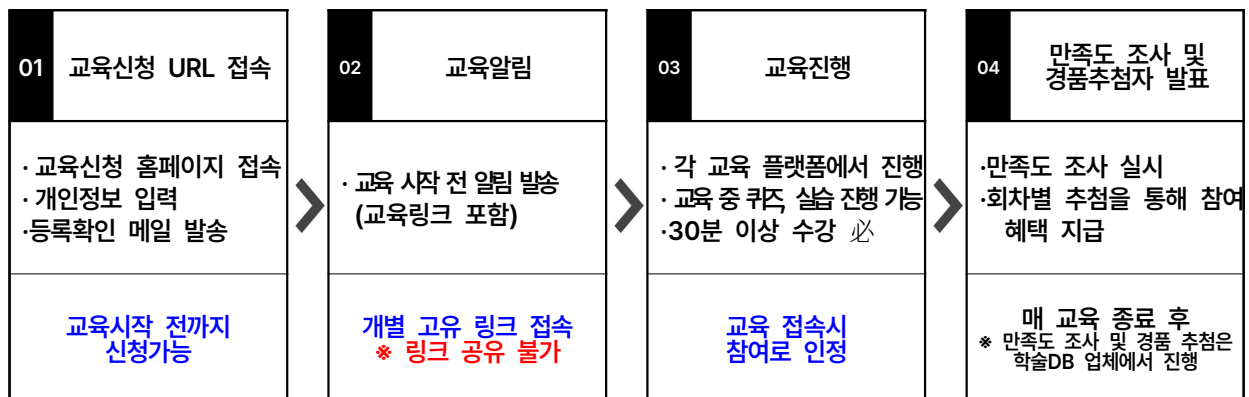 01 교육신청 URL 접속
· 교육신청 홈페이지 접속
· 개인정보 입력
·등록확인 메일 발송
교육시작 전까지
신청가능
02 교육알림
· 교육 시작 전 알림 발송
(교육링크 포함)
개별 고유 링크 접속
※ 링크 공유 불가
03 교육진행
· 각 교육 플랫폼에서 진행
· 교육 중 퀴즈, 실습 진행 가능
·30분 이상 수강 必
교육 접속시
참여로 인정
04 만족도 조사 및
경품추첨자 발표
·만족도 조사 실시
·회차별 추첨을 통해 참여
혜택 지급
매 교육 종료 후
※ 만족도 조사 및 경품 추첨은
학술DB 업체에서 진행